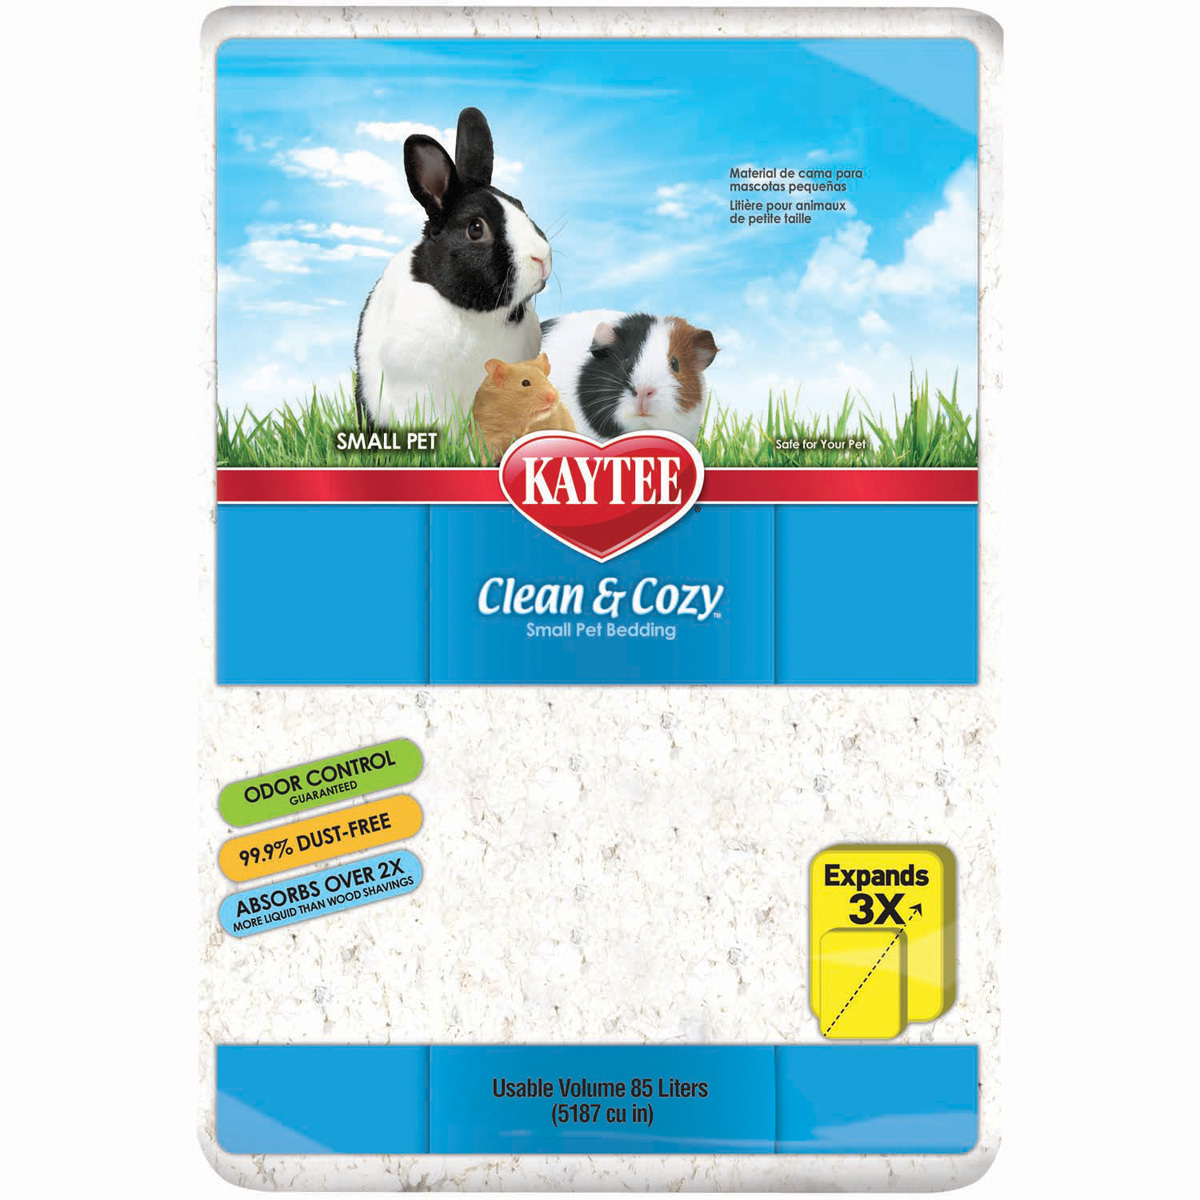 Material de cama para
mascotas pequeñas
Litière pour animaux
de petite taille
SMALL PET
Safe for Your Pet
KAYTEE®
Clean & Cozy™
Small Pet Bedding
ODOR CONTROL
GUARANTEED
99.9% DUST-FREE
ABSORBS OVER 2X
MORE LIQUID THAN WOOD SHAVINGS
Expands
3X
Usable Volume 85 Liters
(5187 cu in)